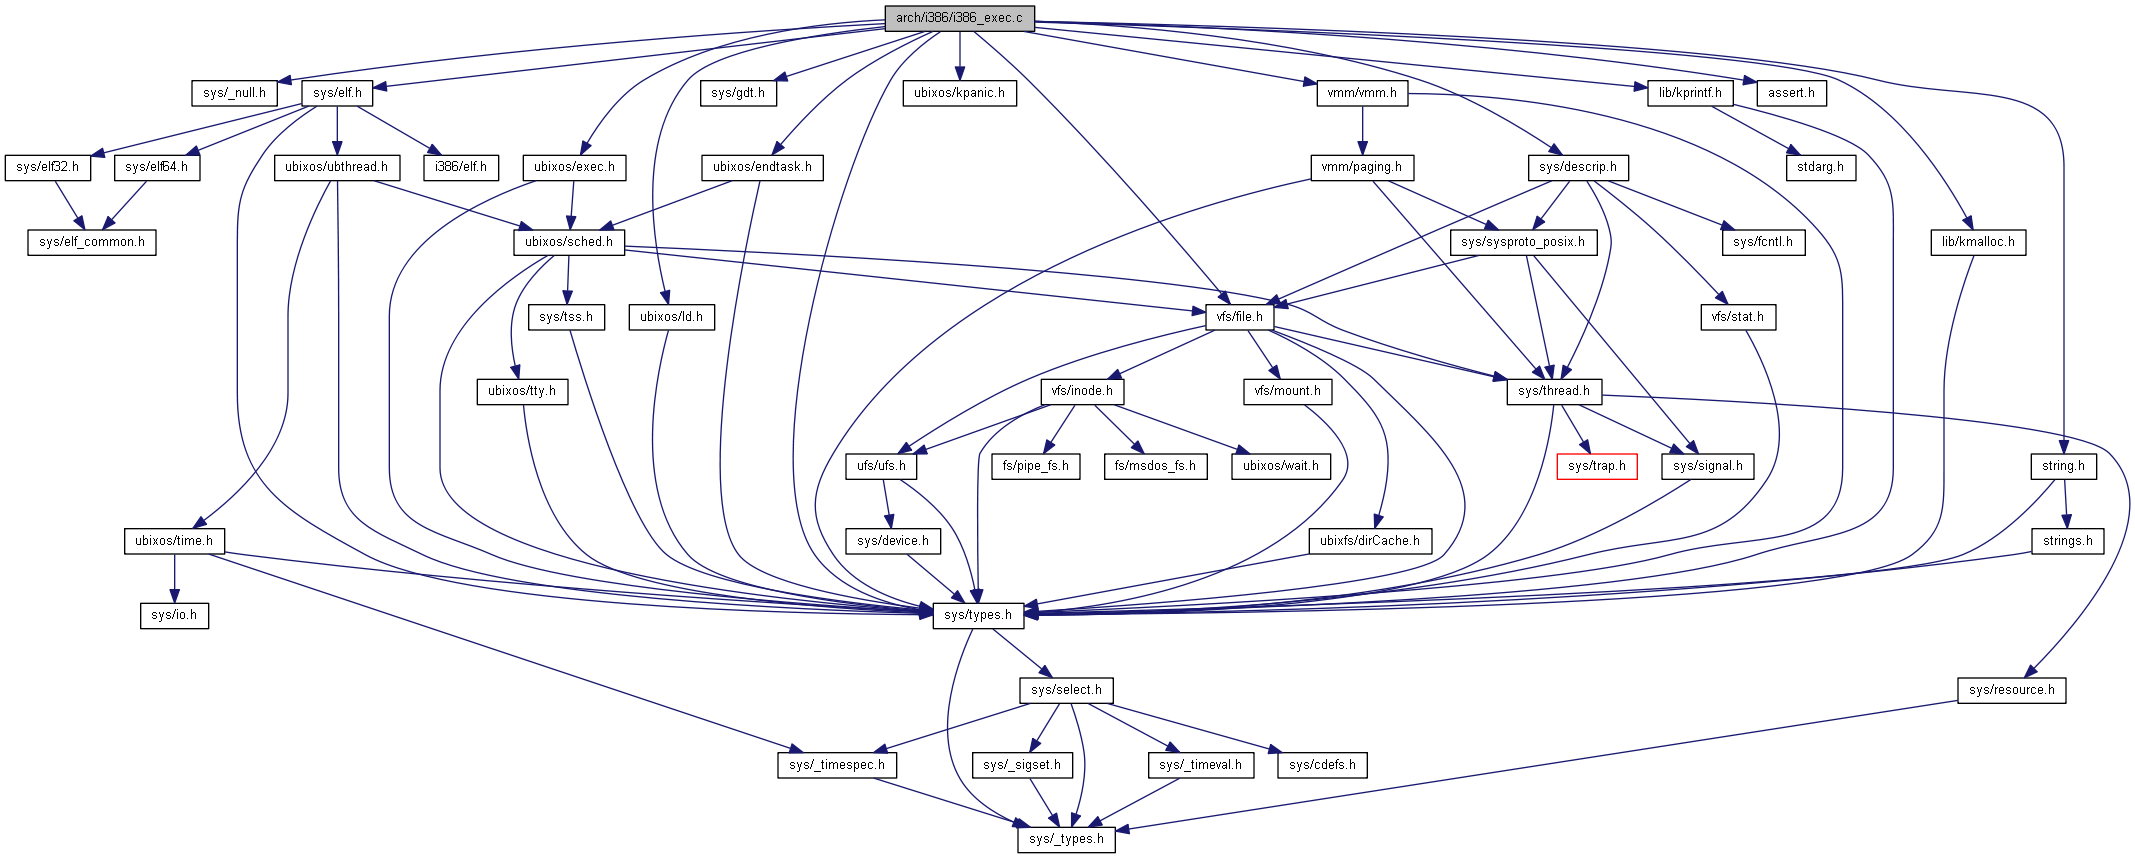 arch/i386/i386_exec.c
sys/_null.h
sys/elf.h
sys/gdt.h
ubixos/kpanic.h
vmm/vmm.h
lib/kprintf.h
assert.h
sys/elf32.h
sys/elf64.h
ubixos/ubthread.h
i386/elf.h
ubixos/exec.h
ubixos/endtask.h
vmm/paging.h
sys/descrip.h
stdarg.h
sys/elf_common.h
ubixos/sched.h
sys/sysproto_posix.h
sys/fcntl.h
lib/kmalloc.h
sys/tss.h
ubixos/ld.h
vfs/file.h
vfs/stat.h
ubixos/tty.h
vfs/inode.h
vfs/mount.h
sys/thread.h
ufs/ufs.h
fs/pipe_fs.h
fs/msdos_fs.h
ubixos/wait.h
sys/trap.h
sys/signal.h
string.h
ubixos/time.h
sys/device.h
ubixfs/dirCache.h
strings.h
sys/io.h
sys/types.h
sys/select.h
sys/resource.h
sys/_timespec.h
sys/_sigset.h
sys/_timeval.h
sys/cdefs.h
sys/_types.h